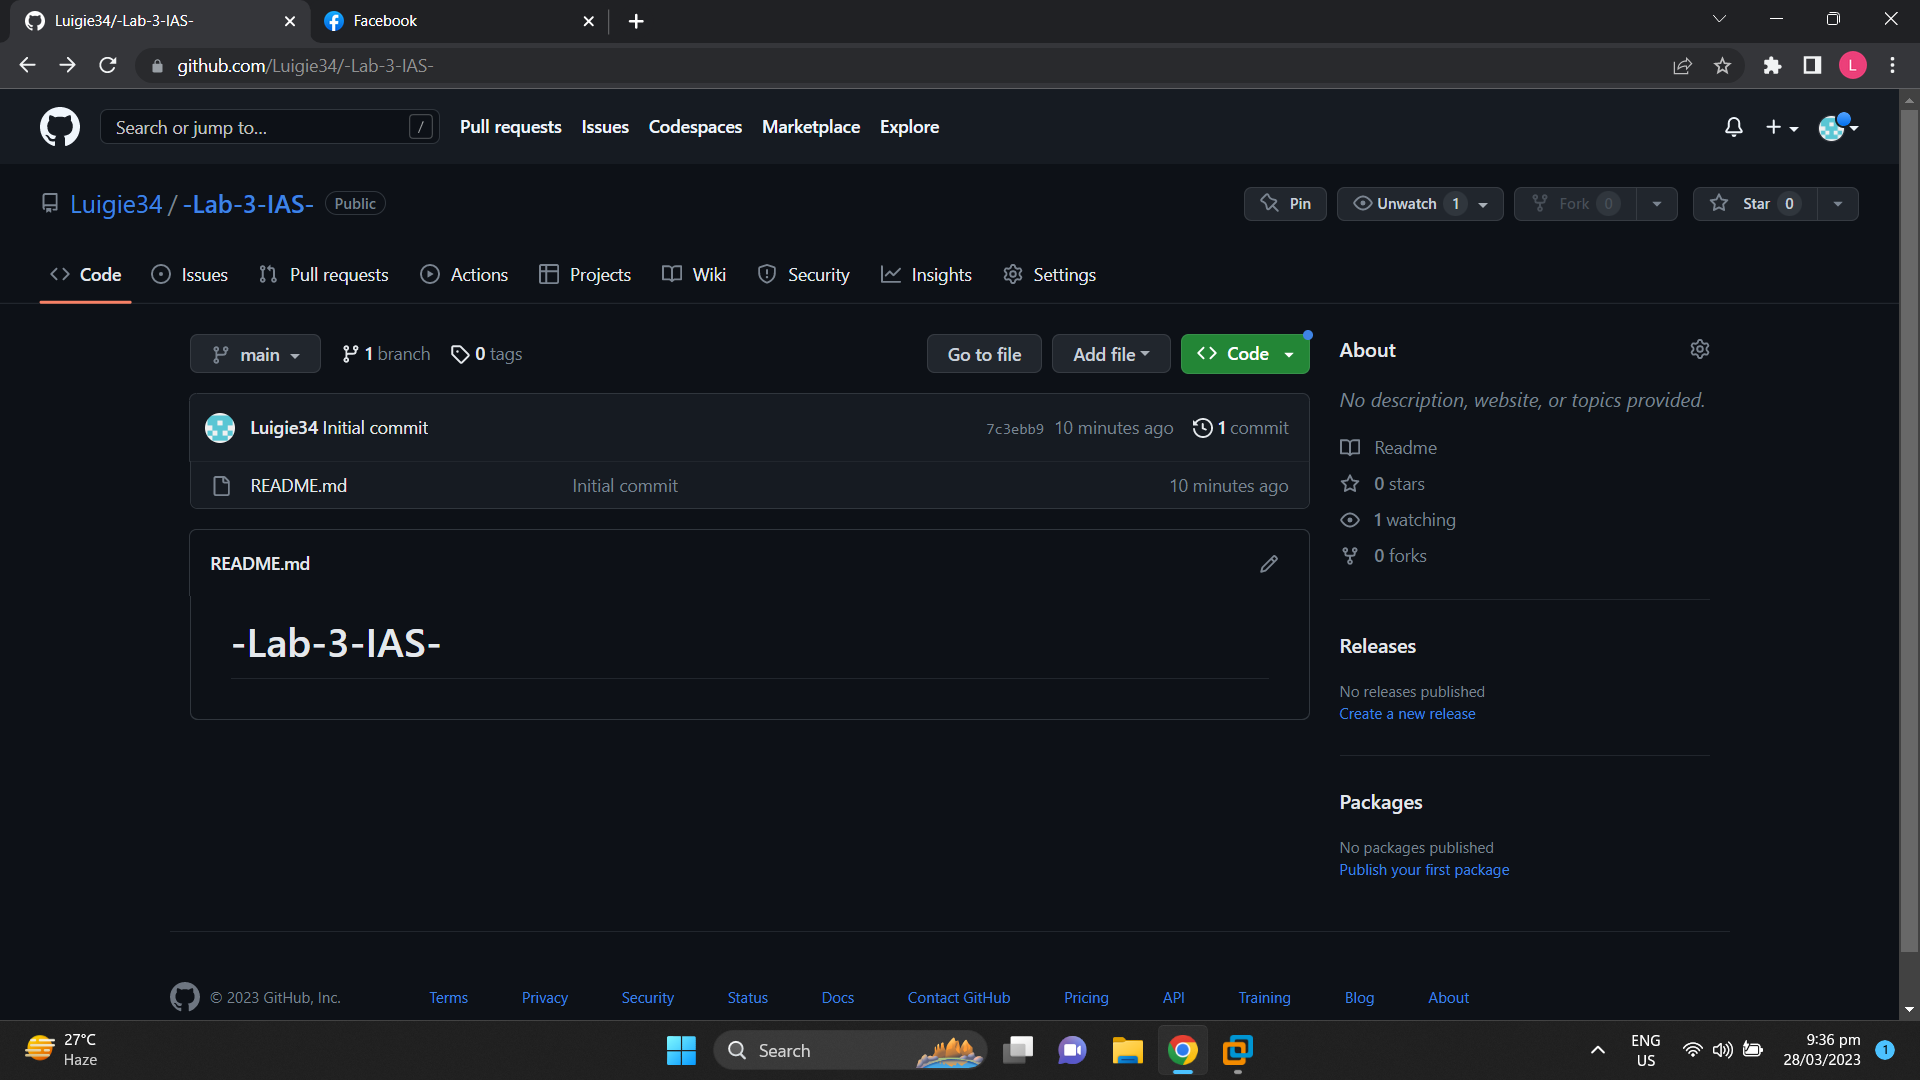 Luigie34/-Lab-3-IAS-
Facebook
github.com/Luigie34/-Lab-3-IAS-
L
Search or jump to...
/
Pull requests Issues Codespaces Marketplace Explore
Luigie34 / -Lab-3-IAS- Public
Pin
Unwatch 1
Fork 0
Star 0
Code Issues Pull requests Actions Projects Wiki Security Insights Settings
main 1 branch 0 tags
Go to file Add file Code
Luigie34 Initial commit 7c3ebb9 10 minutes ago 1 commit
README.md Initial commit 10 minutes ago
README.md
-Lab-3-IAS-
About
No description, website, or topics provided.
Readme
0 stars
1 watching
0 forks
Releases
No releases published
Create a new release
Packages
No packages published
Publish your first package
© 2023 GitHub, Inc. Terms Privacy Security Status Docs Contact GitHub Pricing API Training Blog About
27°C
Haze
Search
ENG
US
9:36 pm
28/03/2023
1